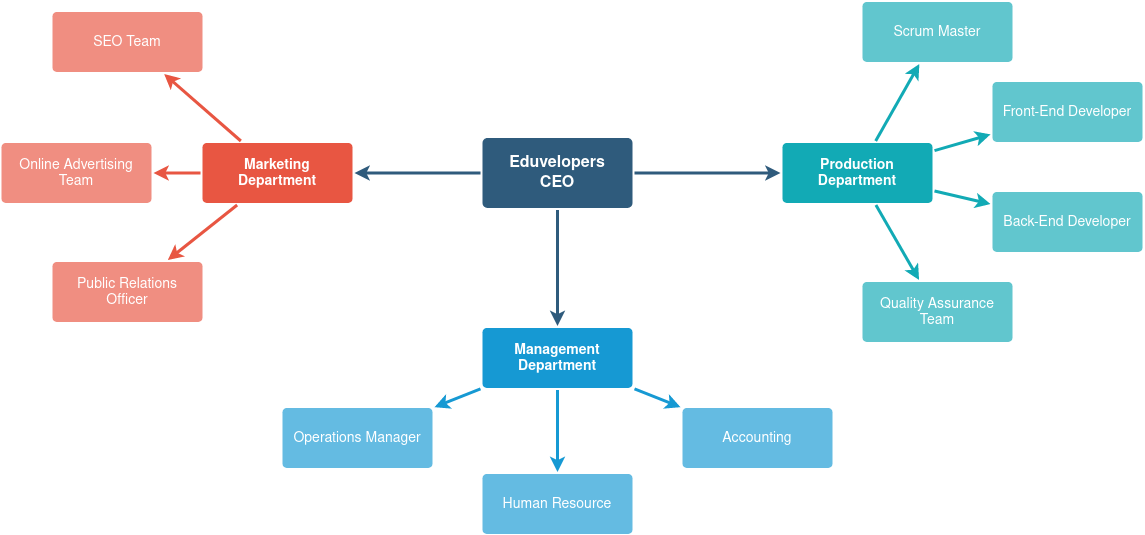 SEO Team
Online Advertising
Team
Marketing
Department
Public Relations
Officer
Eduvelopers
CEO
Scrum Master
Front-End Developer
Production
Department
Back-End Developer
Quality Assurance
Team
Management
Department
Operations Manager
Human Resource
Accounting